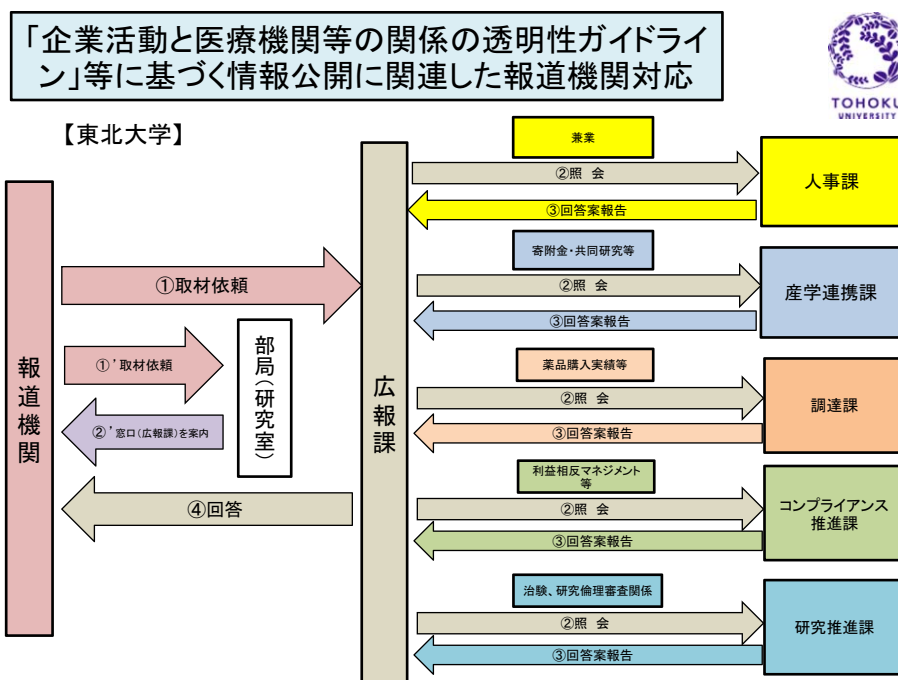 「企業活動と医療機関等の関係の透明性ガイドライ
ン」等に基づく情報公開に関連した報道機関対応
TOHOKU
UNIVERSITY
【東北大学】
報道機関
①取材依頼
①’取材依頼
②’窓口(広報課)を案内
部局(研究室)
④回答
広報課
兼業
②照 会
③回答案報告
人事課
寄附金・共同研究等
②照 会
③回答案報告
産学連携課
薬品購入実績等
②照 会
③回答案報告
調達課
利益相反マネジメント
等
②照 会
③回答案報告
コンプライアンス
推進課
治験、研究倫理審査関係
②照 会
③回答案報告
研究推進課